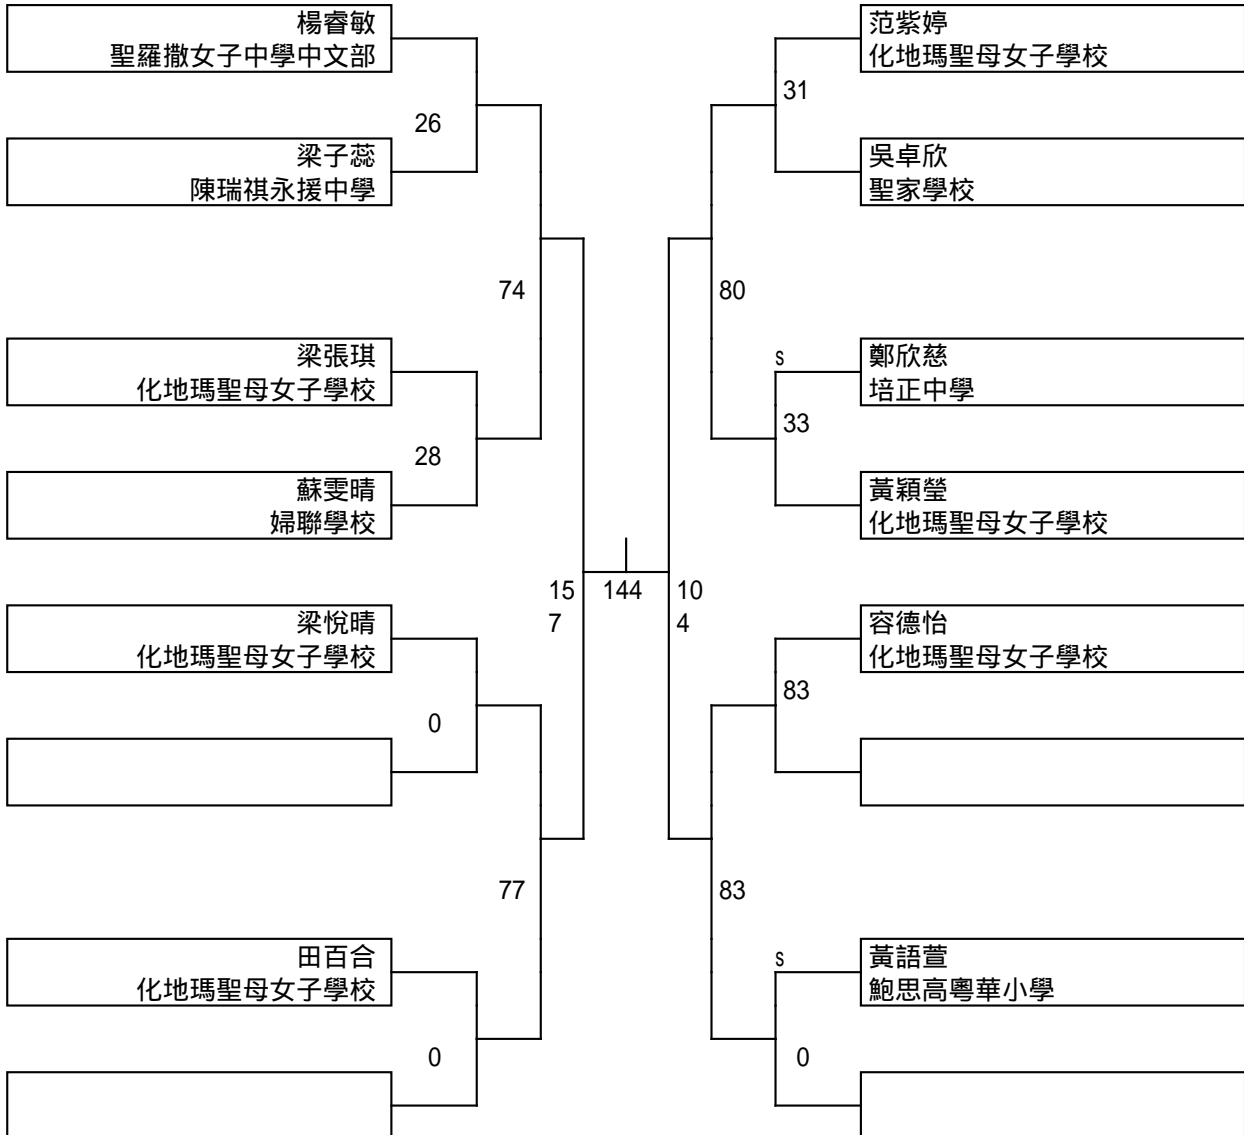 楊睿敏
聖羅撒女子中學中文部
26
梁子蕊
陳瑞祺永援中學
74
梁張琪
化地瑪聖母女子學校
28
蘇雯晴
婦聯學校
15
7
144
梁悅晴
化地瑪聖母女子學校
0
77
田百合
化地瑪聖母女子學校
0
范紫婷
化地瑪聖母女子學校
31
吳卓欣
聖家學校
80
s
鄭欣慈
培正中學
33
黃穎瑩
化地瑪聖母女子學校
10
4
容德怡
化地瑪聖母女子學校
83
83
s
黃語萱
鮑思高粵華小學
0